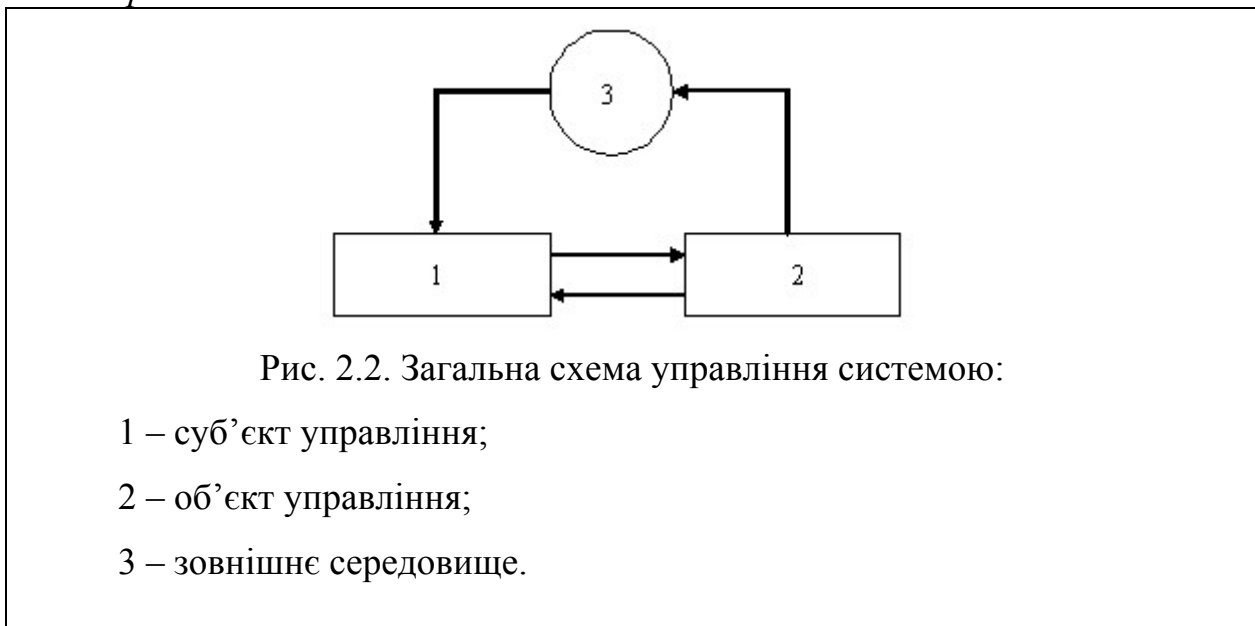 3
1
2
Рис. 2.2. Загальна схема управління системою:
1 – суб’єкт управління;
2 – об’єкт управління;
3 – зовнішнє середовище.